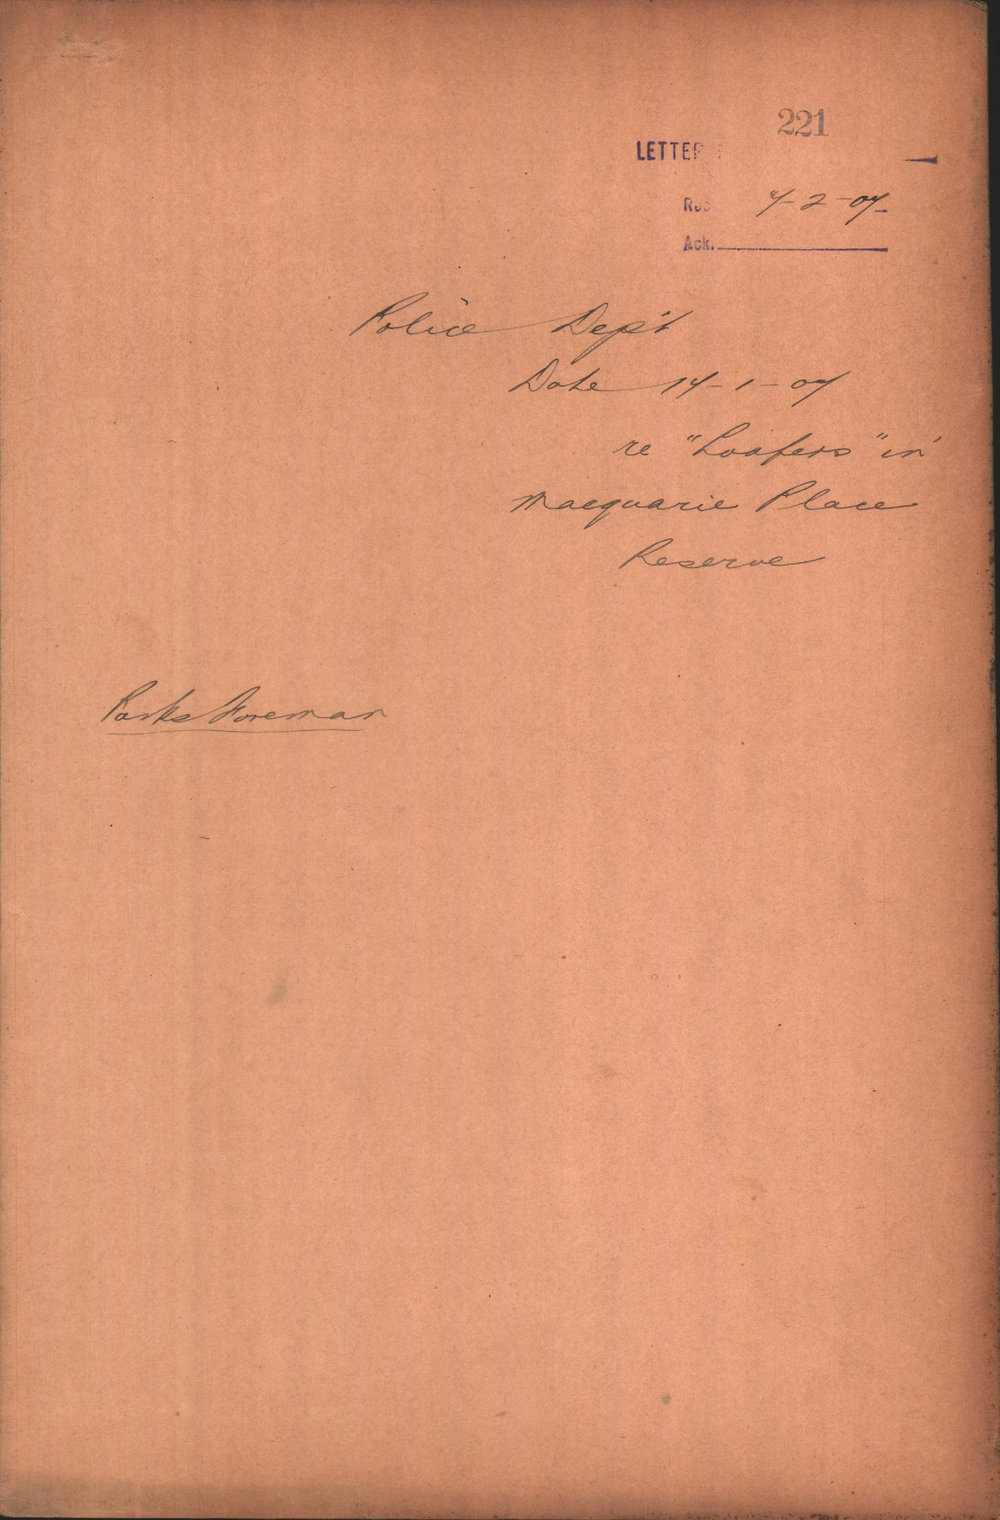 221
LETTER
Rec 7-2-07
Ack.
Police Dep't
Date 14-1-07
re "Loafers" in
Macquarie Place
Reserve
Parks Foreman